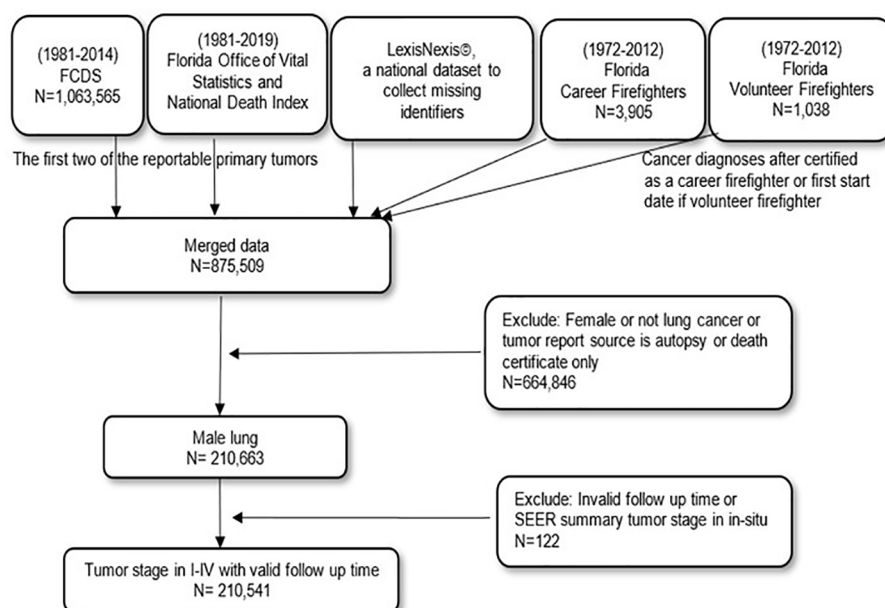 (1981-2014)
FCDS
N=1,063,565
(1981-2019)
Florida Office of Vital
Statistics and
National Death Index
LexisNexis®,
a national dataset to
collect missing
identifiers
(1972-2012)
Florida
Career Firefighters
N=3,905
(1972-2012)
Florida
Volunteer Firefighters
N=1,038
The first two of the reportable primary tumors
Cancer diagnoses after certified
as a career firefighter or first start
date if volunteer firefighter
Merged data
N=875,509
Exclude: Female or not lung cancer or
tumor report source is autopsy or death
certificate only
N=664,846
Male lung
N= 210,663
Exclude: Invalid follow up time or
SEER summary tumor stage in in-situ
N=122
Tumor stage in I-IV with valid follow up time
N= 210,541